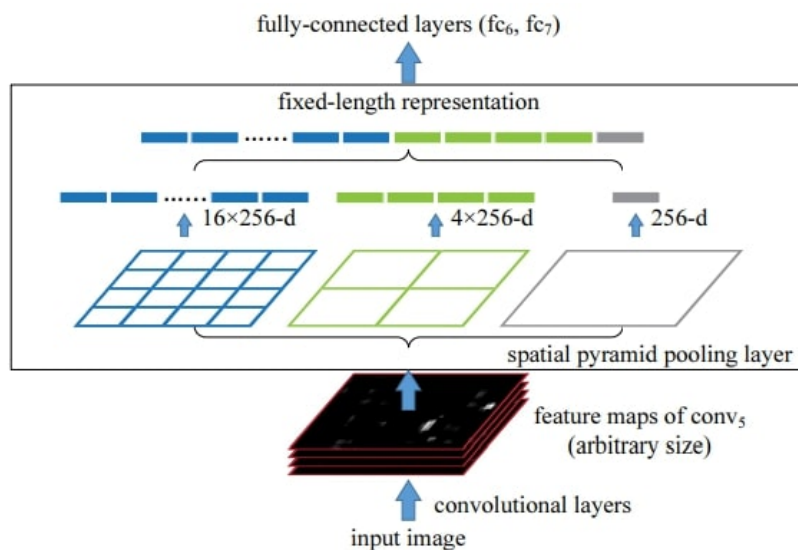 fully-connected layers (fc₆, fc₇)
fixed-length representation
......
......
16×256-d
4×256-d
256-d
spatial pyramid pooling layer
feature maps of conv₅
(arbitrary size)
convolutional layers
input image